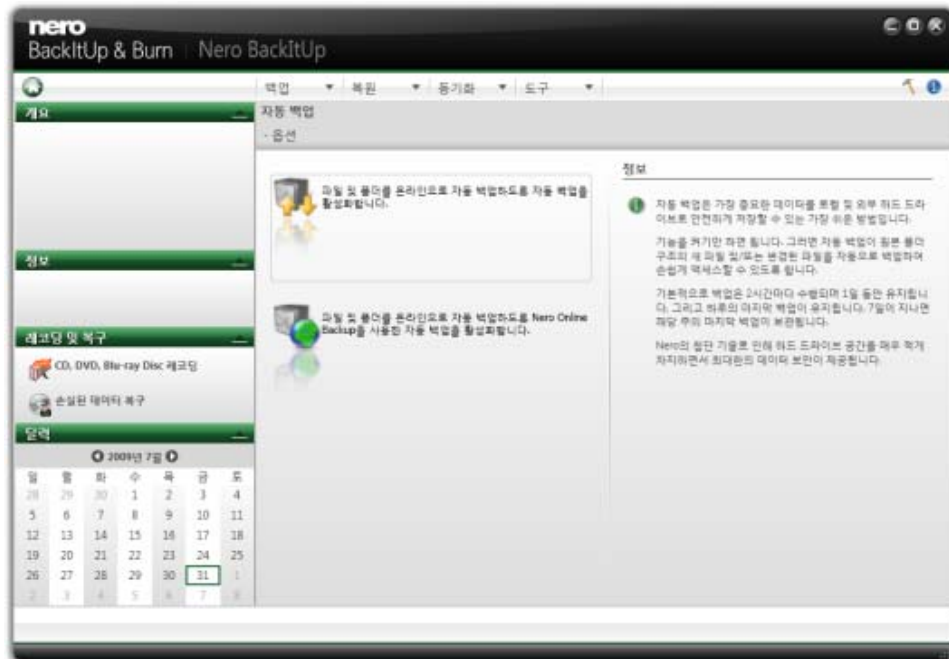 nero
BackItUp & Burn | Nero BackItUp
백업 복원 동기화 도구
개요
자동 백업
- 옵션
파일 및 폴더를 온라인으로 자동 백업하도록 자동 백업을
활성화합니다.
파일 및 폴더를 온라인으로 자동 백업하도록 Nero Online
Backup을 사용한 자동 백업을 활성화합니다.
정보
자동 백업은 가장 중요한 데이터를 로컬 및 외부 하드 드라
이브로 안전하게 저장할 수 있는 가장 쉬운 방법입니다.
기능을 켜기만 하면 됩니다. 그러면 자동 백업이 원본 폴더
구조의 새 파일 및/또는 변경된 파일을 자동으로 백업하여
손쉽게 액세스할 수 있도록 합니다.
기본적으로 백업은 2시간마다 수행되며 1일 동안 유지됩니
다. 그리고 하루의 마지막 백업이 유지됩니다. 7일이 지나면
해당 주의 마지막 백업이 보관됩니다.
Nero의 첨단 기술로 인해 하드 드라이브 공간을 매우 적게
차지하면서 최대한의 데이터 보안이 제공됩니다.
정보
레코딩 및 복구
CD, DVD, Blu-ray Disc 레코딩
손실된 데이터 복구
달력
2009년 7월
일 월 화 수 목 금 토
28 29 30 1 2 3 4
5 6 7 8 9 10 11
12 13 14 15 16 17 18
19 20 21 22 23 24 25
26 27 28 29 30 31 1
2 3 4 5 6 7 8